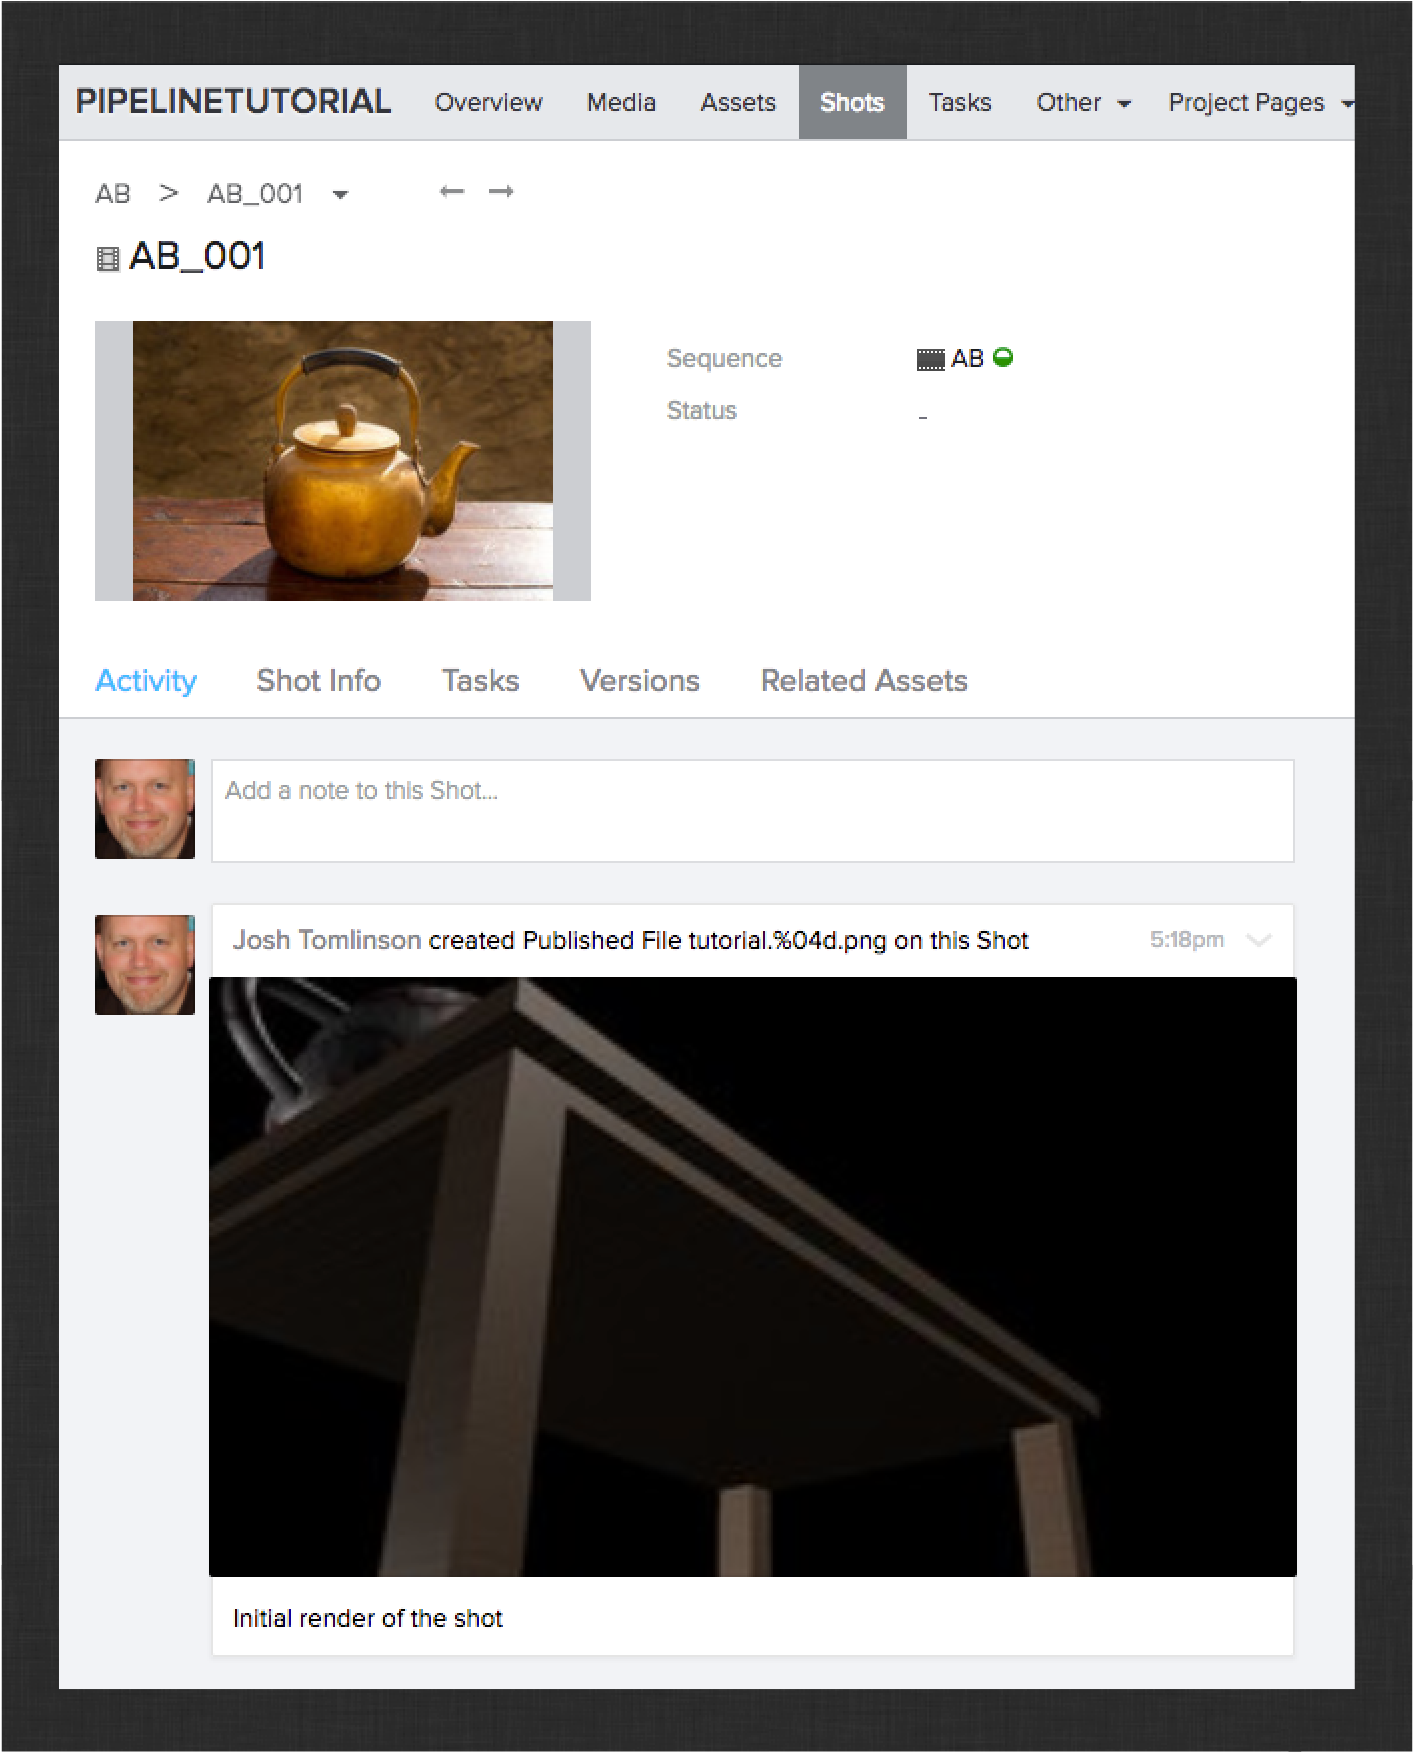 PIPELINETUTORIAL Overview Media Assets Shots Tasks Other Project Pages
AB > AB_001
AB_001
Sequence AB
Status -
Activity Shot Info Tasks Versions Related Assets
Add a note to this Shot...
Josh Tomlinson created Published File tutorial.%04d.png on this Shot 5:18pm
Initial render of the shot